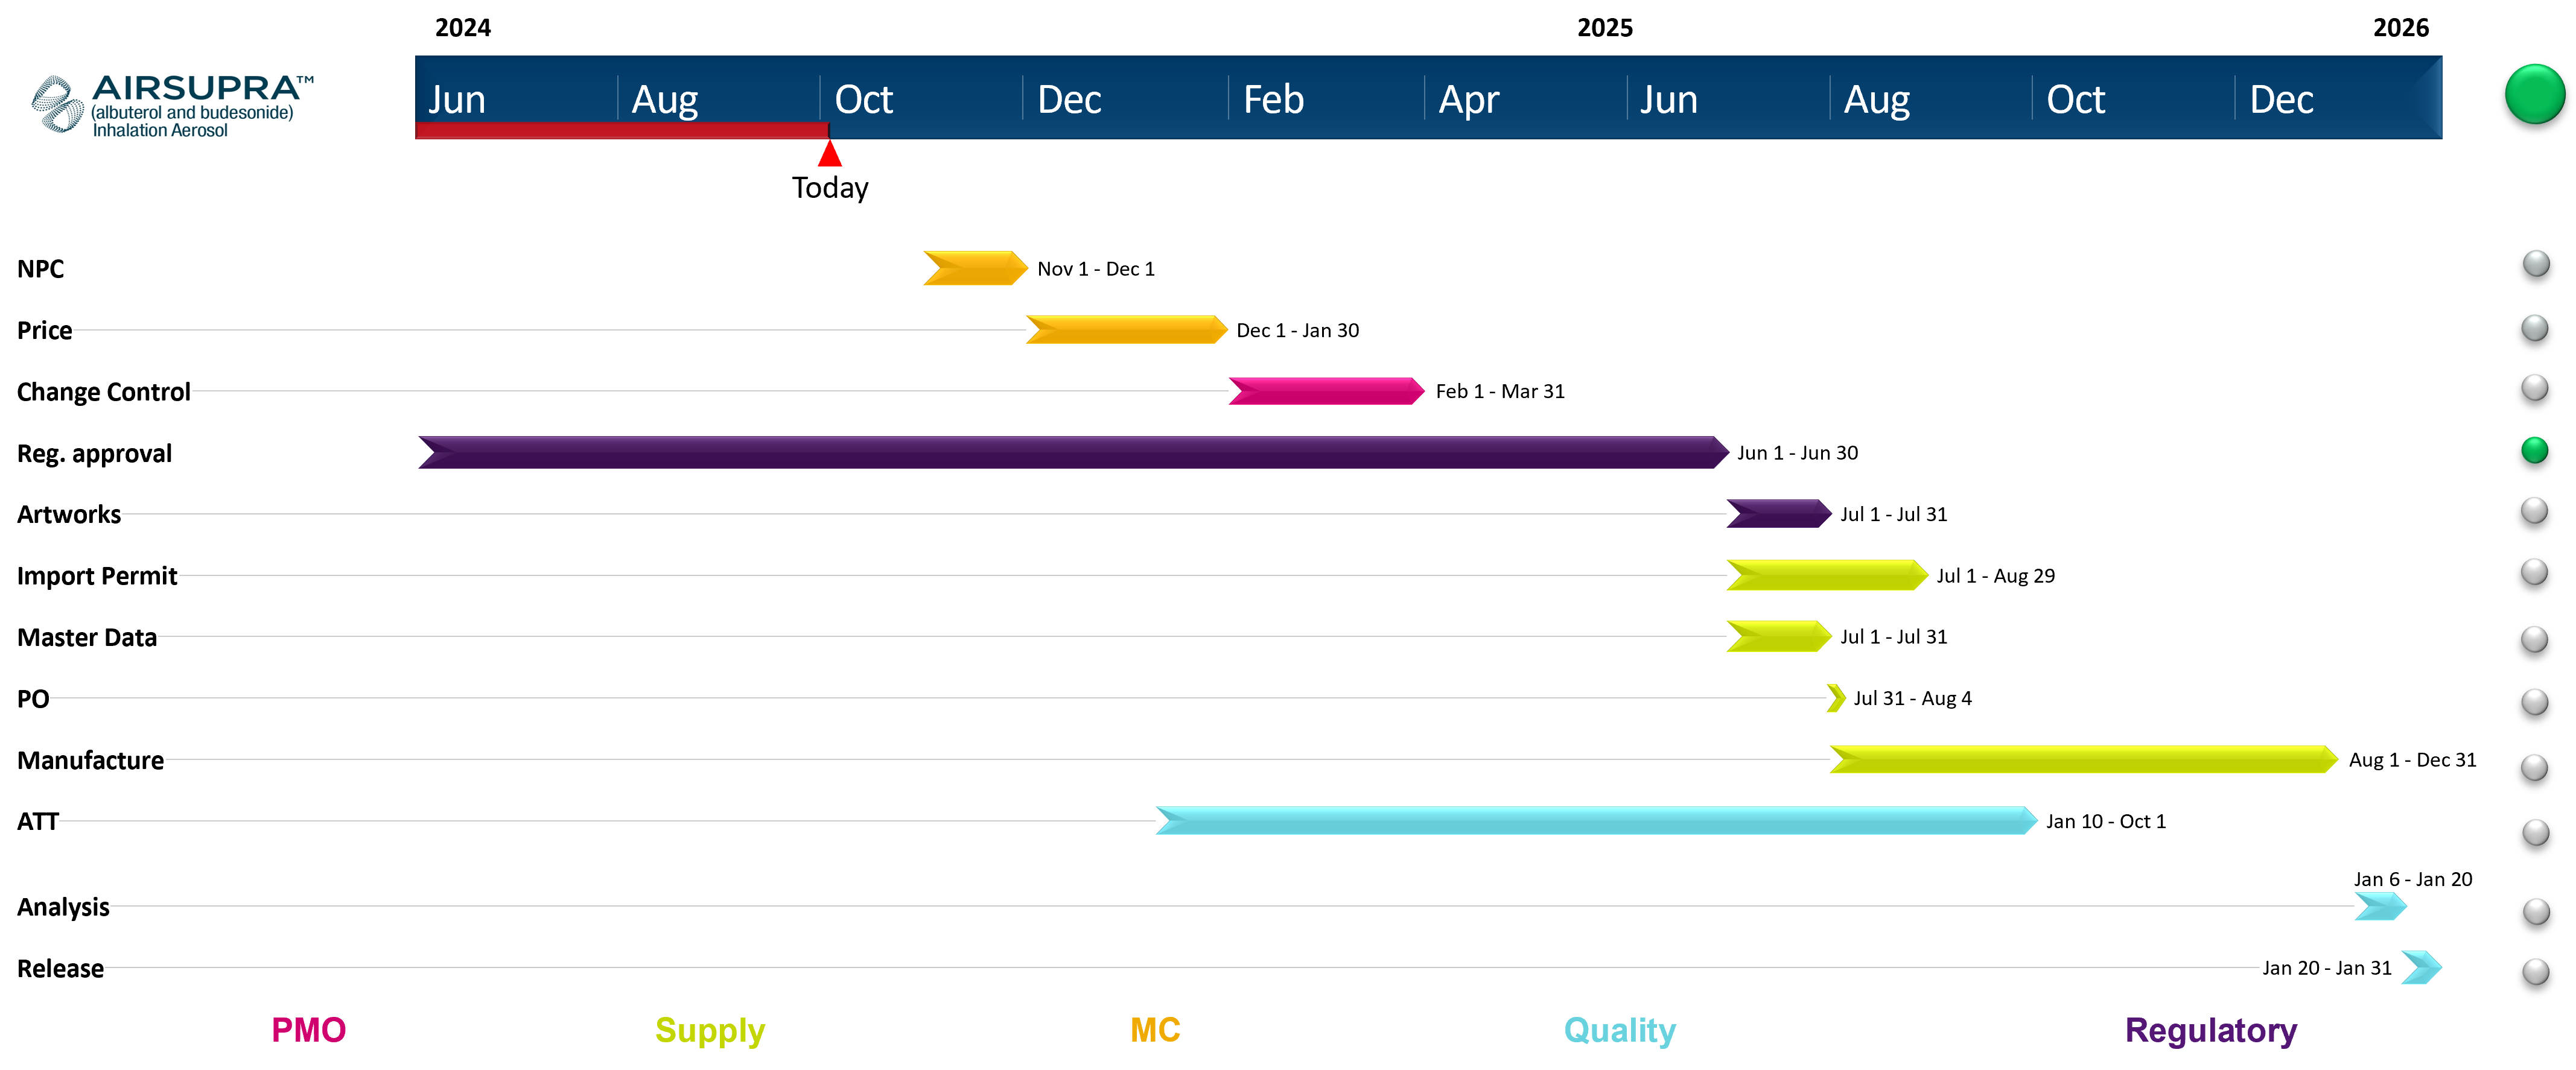 2024 2025 2026
AIRSUPRA™
(albuterol and budesonide)
Inhalation Aerosol
Jun Aug Oct Dec Feb Apr Jun Aug Oct Dec
Today
NPC Nov 1 - Dec 1
Price Dec 1 - Jan 30
Change Control Feb 1 - Mar 31
Reg. approval Jun 1 - Jun 30
Artworks Jul 1 - Jul 31
Import Permit Jul 1 - Aug 29
Master Data Jul 1 - Jul 31
PO Jul 31 - Aug 4
Manufacture Aug 1 - Dec 31
ATT Jan 10 - Oct 1
Jan 6 - Jan 20
Analysis
Release Jan 20 - Jan 31
PMO Supply MC Quality Regulatory